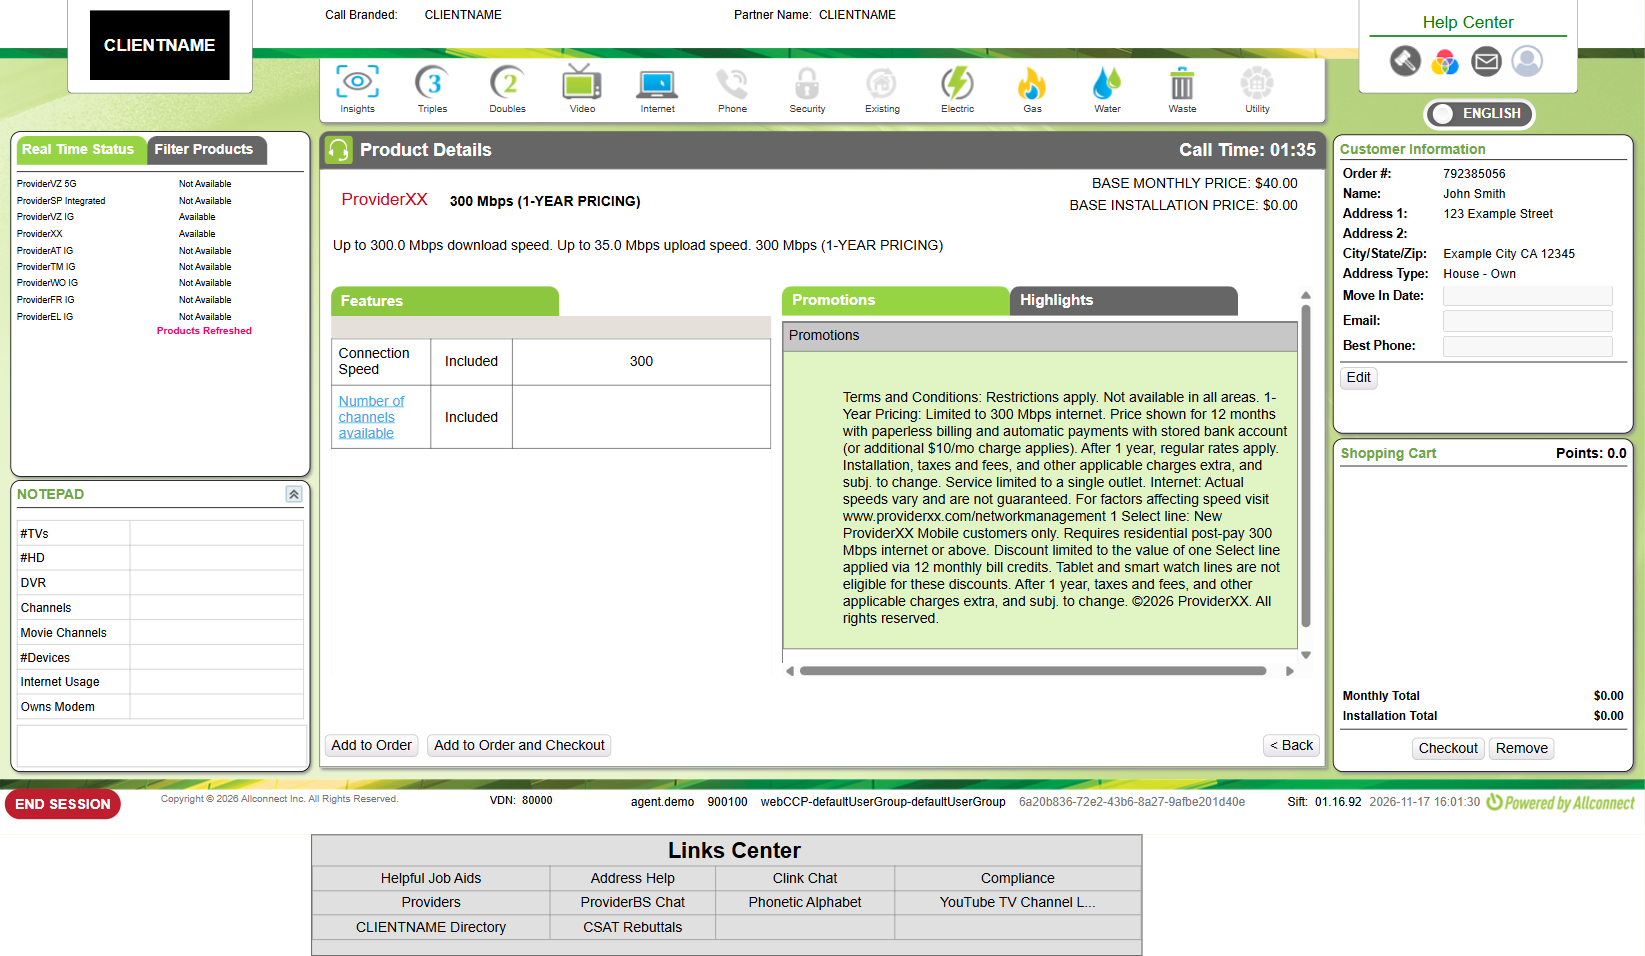 CLIENTNAME
Call Branded: CLIENTNAME
Partner Name: CLIENTNAME
Help Center
Insights
Triples
Doubles
Video
Internet
Phone
Security
Existing
Electric
Gas
Water
Waste
Utility
3
2
ENGLISH
Real Time Status
Filter Products
ProviderVZ 5G Not Available
ProviderSP Integrated Not Available
ProviderVZ IG Available
ProviderXX Available
ProviderAT IG Not Available
ProviderTM IG Not Available
ProviderWO IG Not Available
ProviderFR IG Not Available
ProviderEL IG Not Available
Products Refreshed
NOTEPAD
#TVs
#HD
DVR
Channels
Movie Channels
#Devices
Internet Usage
Owns Modem
Product Details
Call Time: 01:35
ProviderXX 300 Mbps (1-YEAR PRICING)
BASE MONTHLY PRICE: $40.00
BASE INSTALLATION PRICE: $0.00
Up to 300.0 Mbps download speed. Up to 35.0 Mbps upload speed. 300 Mbps (1-YEAR PRICING)
Features
Connection Speed Included 300
Number of channels available Included
Promotions
Highlights
Promotions
Terms and Conditions: Restrictions apply. Not available in all areas. 1-
Year Pricing: Limited to 300 Mbps internet. Price shown for 12 months
with paperless billing and automatic payments with stored bank account
(or additional $10/mo charge applies). After 1 year, regular rates apply.
Installation, taxes and fees, and other applicable charges extra, and
subj. to change. Service limited to a single outlet. Internet: Actual
speeds vary and are not guaranteed. For factors affecting speed visit
www.providerxx.com/networkmanagement 1 Select line: New
ProviderXX Mobile customers only. Requires residential post-pay 300
Mbps internet or above. Discount limited to the value of one Select line
applied via 12 monthly bill credits. Tablet and smart watch lines are not
eligible for these discounts. After 1 year, taxes and fees, and other
applicable charges extra, and subj. to change. ©2026 ProviderXX. All
rights reserved.
Add to Order
Add to Order and Checkout
< Back
Customer Information
Order #: 792385056
Name: John Smith
Address 1: 123 Example Street
Address 2:
City/State/Zip: Example City CA 12345
Address Type: House - Own
Move In Date:
Email:
Best Phone:
Edit
Shopping Cart Points: 0.0
Monthly Total $0.00
Installation Total $0.00
Checkout
Remove
END SESSION
Copyright © 2026 Allconnect Inc. All Rights Reserved.
VDN: 80000
agent.demo 900100 webCCP-defaultUserGroup-defaultUserGroup 6a20b836-72e2-43b6-8a27-9afbe201d40e
Sift: 01.16.92 2026-11-17 16:01:30
Powered by Allconnect
Links Center
Helpful Job Aids Address Help Clink Chat Compliance
Providers ProviderBS Chat Phonetic Alphabet YouTube TV Channel L...
CLIENTNAME Directory CSAT Rebuttals